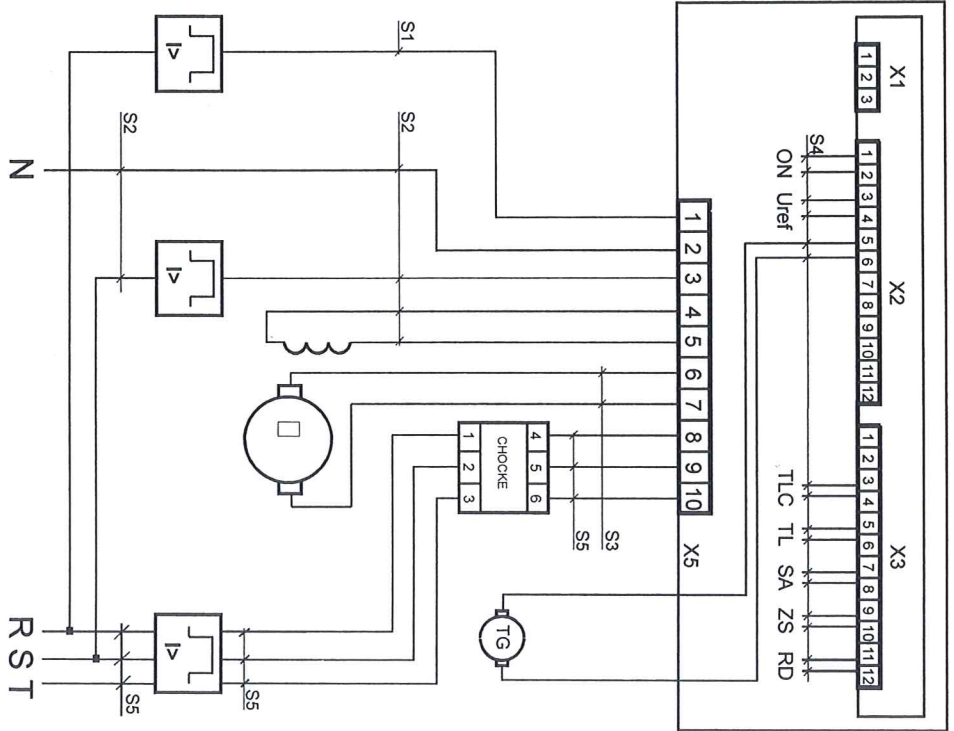 X1
1 2 3
X2
1 2 3 4 5 6 7 8 9 10 11 12
X3
1 2 3 4 5 6 7 8 9 10 11 12
S4
ON Uref TLC TL SA ZS RD
TG
X5
1 2 3 4 5 6 7 8 9 10
S3
S5
4 5 6
CHOCKE
1 2 3
S1
S2
S5
I>
I>
I>
S2
S5
N
R S T